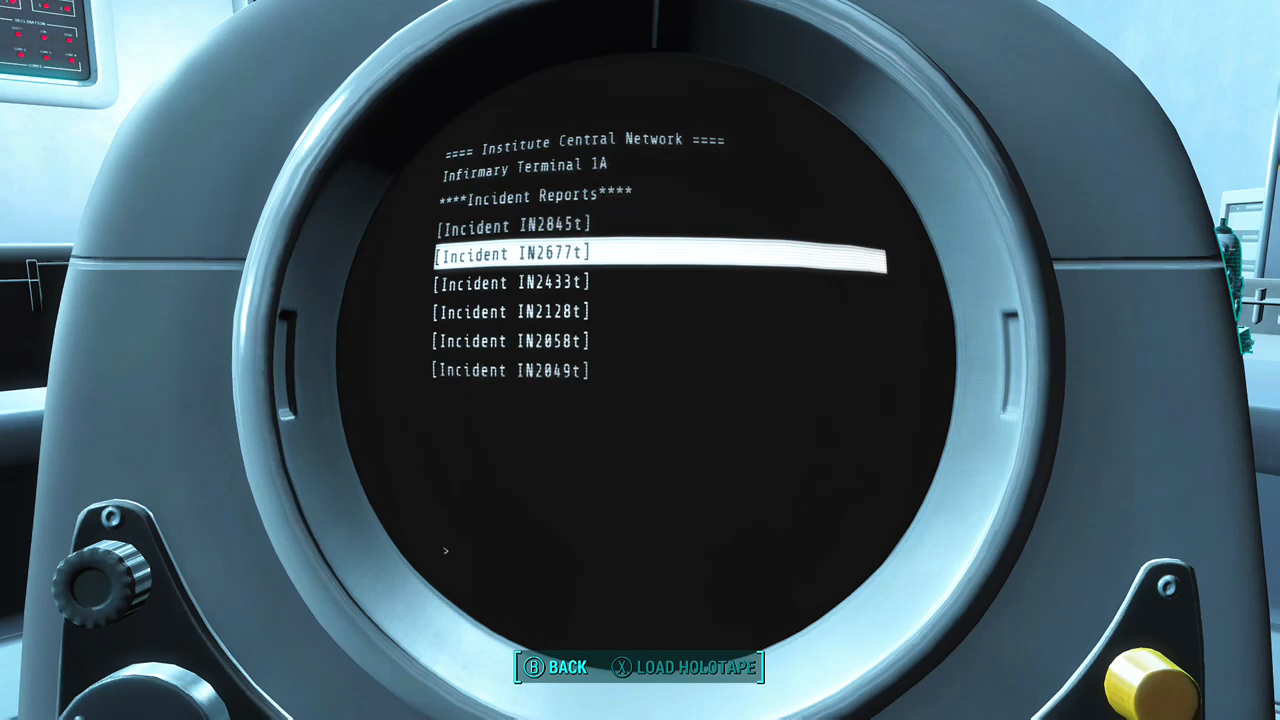 ==== Institute Central Network ====
Infirmary Terminal 1A
****Incident Reports****
[Incident IN2845t]
[Incident IN2677t]
[Incident IN2433t]
[Incident IN2128t]
[Incident IN2058t]
[Incident IN2049t]
>
B BACK X LOAD HOLOTAPE